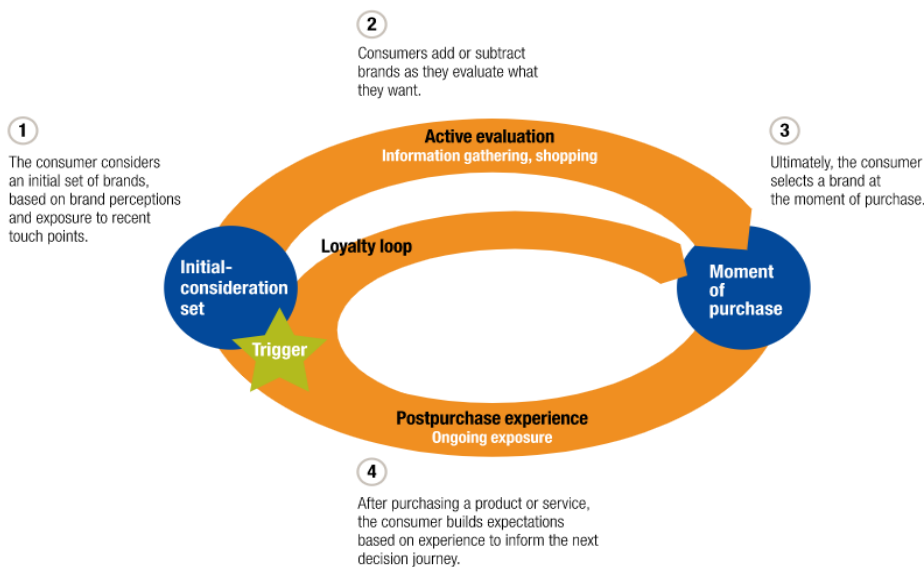 1
The consumer considers
an initial set of brands,
based on brand perceptions
and exposure to recent
touch points.
2
Consumers add or subtract
brands as they evaluate what
they want.
3
Ultimately, the consumer
selects a brand at
the moment of purchase.
Active evaluation
Information gathering, shopping
Loyalty loop
Initial-
consideration
set
Trigger
Moment
of
purchase
Postpurchase experience
Ongoing exposure
4
After purchasing a product or service,
the consumer builds expectations
based on experience to inform the next
decision journey.